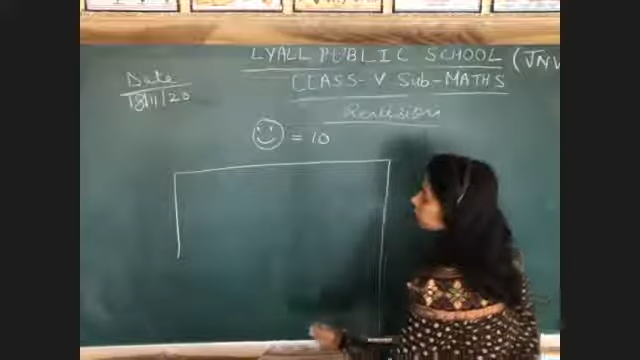 LYALL PUBLIC SCHOOL (JNV
CLASS-V Sub-MATHS
Date
18/11/20
Revision
= 10